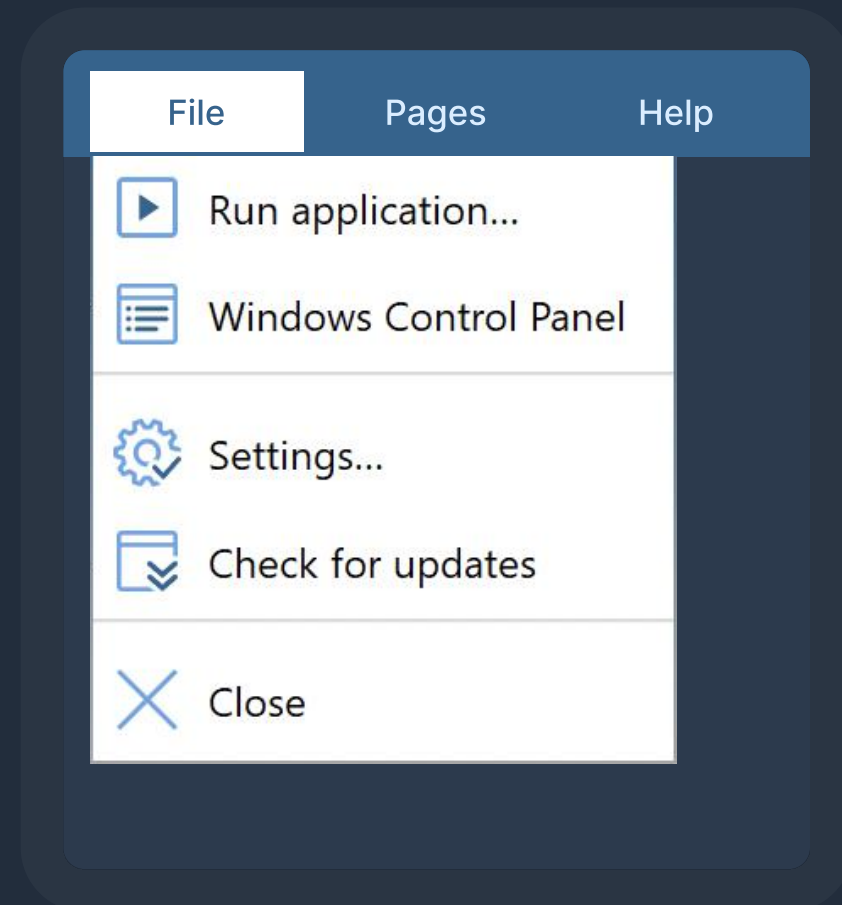 File Pages Help
Run application...
Windows Control Panel
Settings...
Check for updates
Close